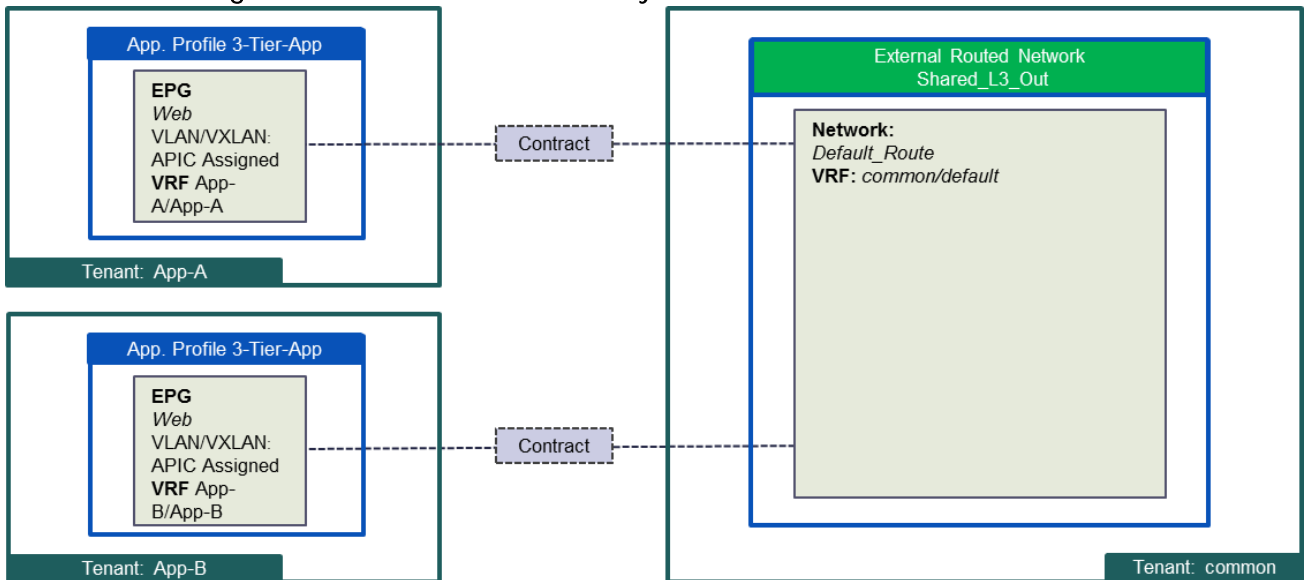 App. Profile 3-Tier-App
EPG
Web
VLAN/VXLAN:
APIC Assigned
VRF App-
A/App-A
Tenant: App-A
Contract
App. Profile 3-Tier-App
EPG
Web
VLAN/VXLAN:
APIC Assigned
VRF App-
B/App-B
Tenant: App-B
Contract
External Routed Network
Shared_L3_Out
Network:
Default_Route
VRF: common/default
Tenant: common